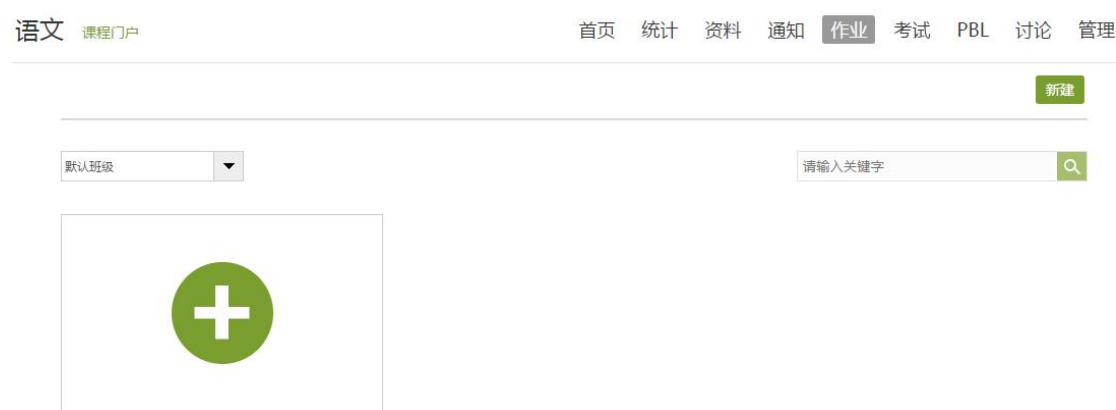 语文 课程门户 首页 统计 资料 通知 作业 考试 PBL 讨论 管理
新建
默认班级 请输入关键字